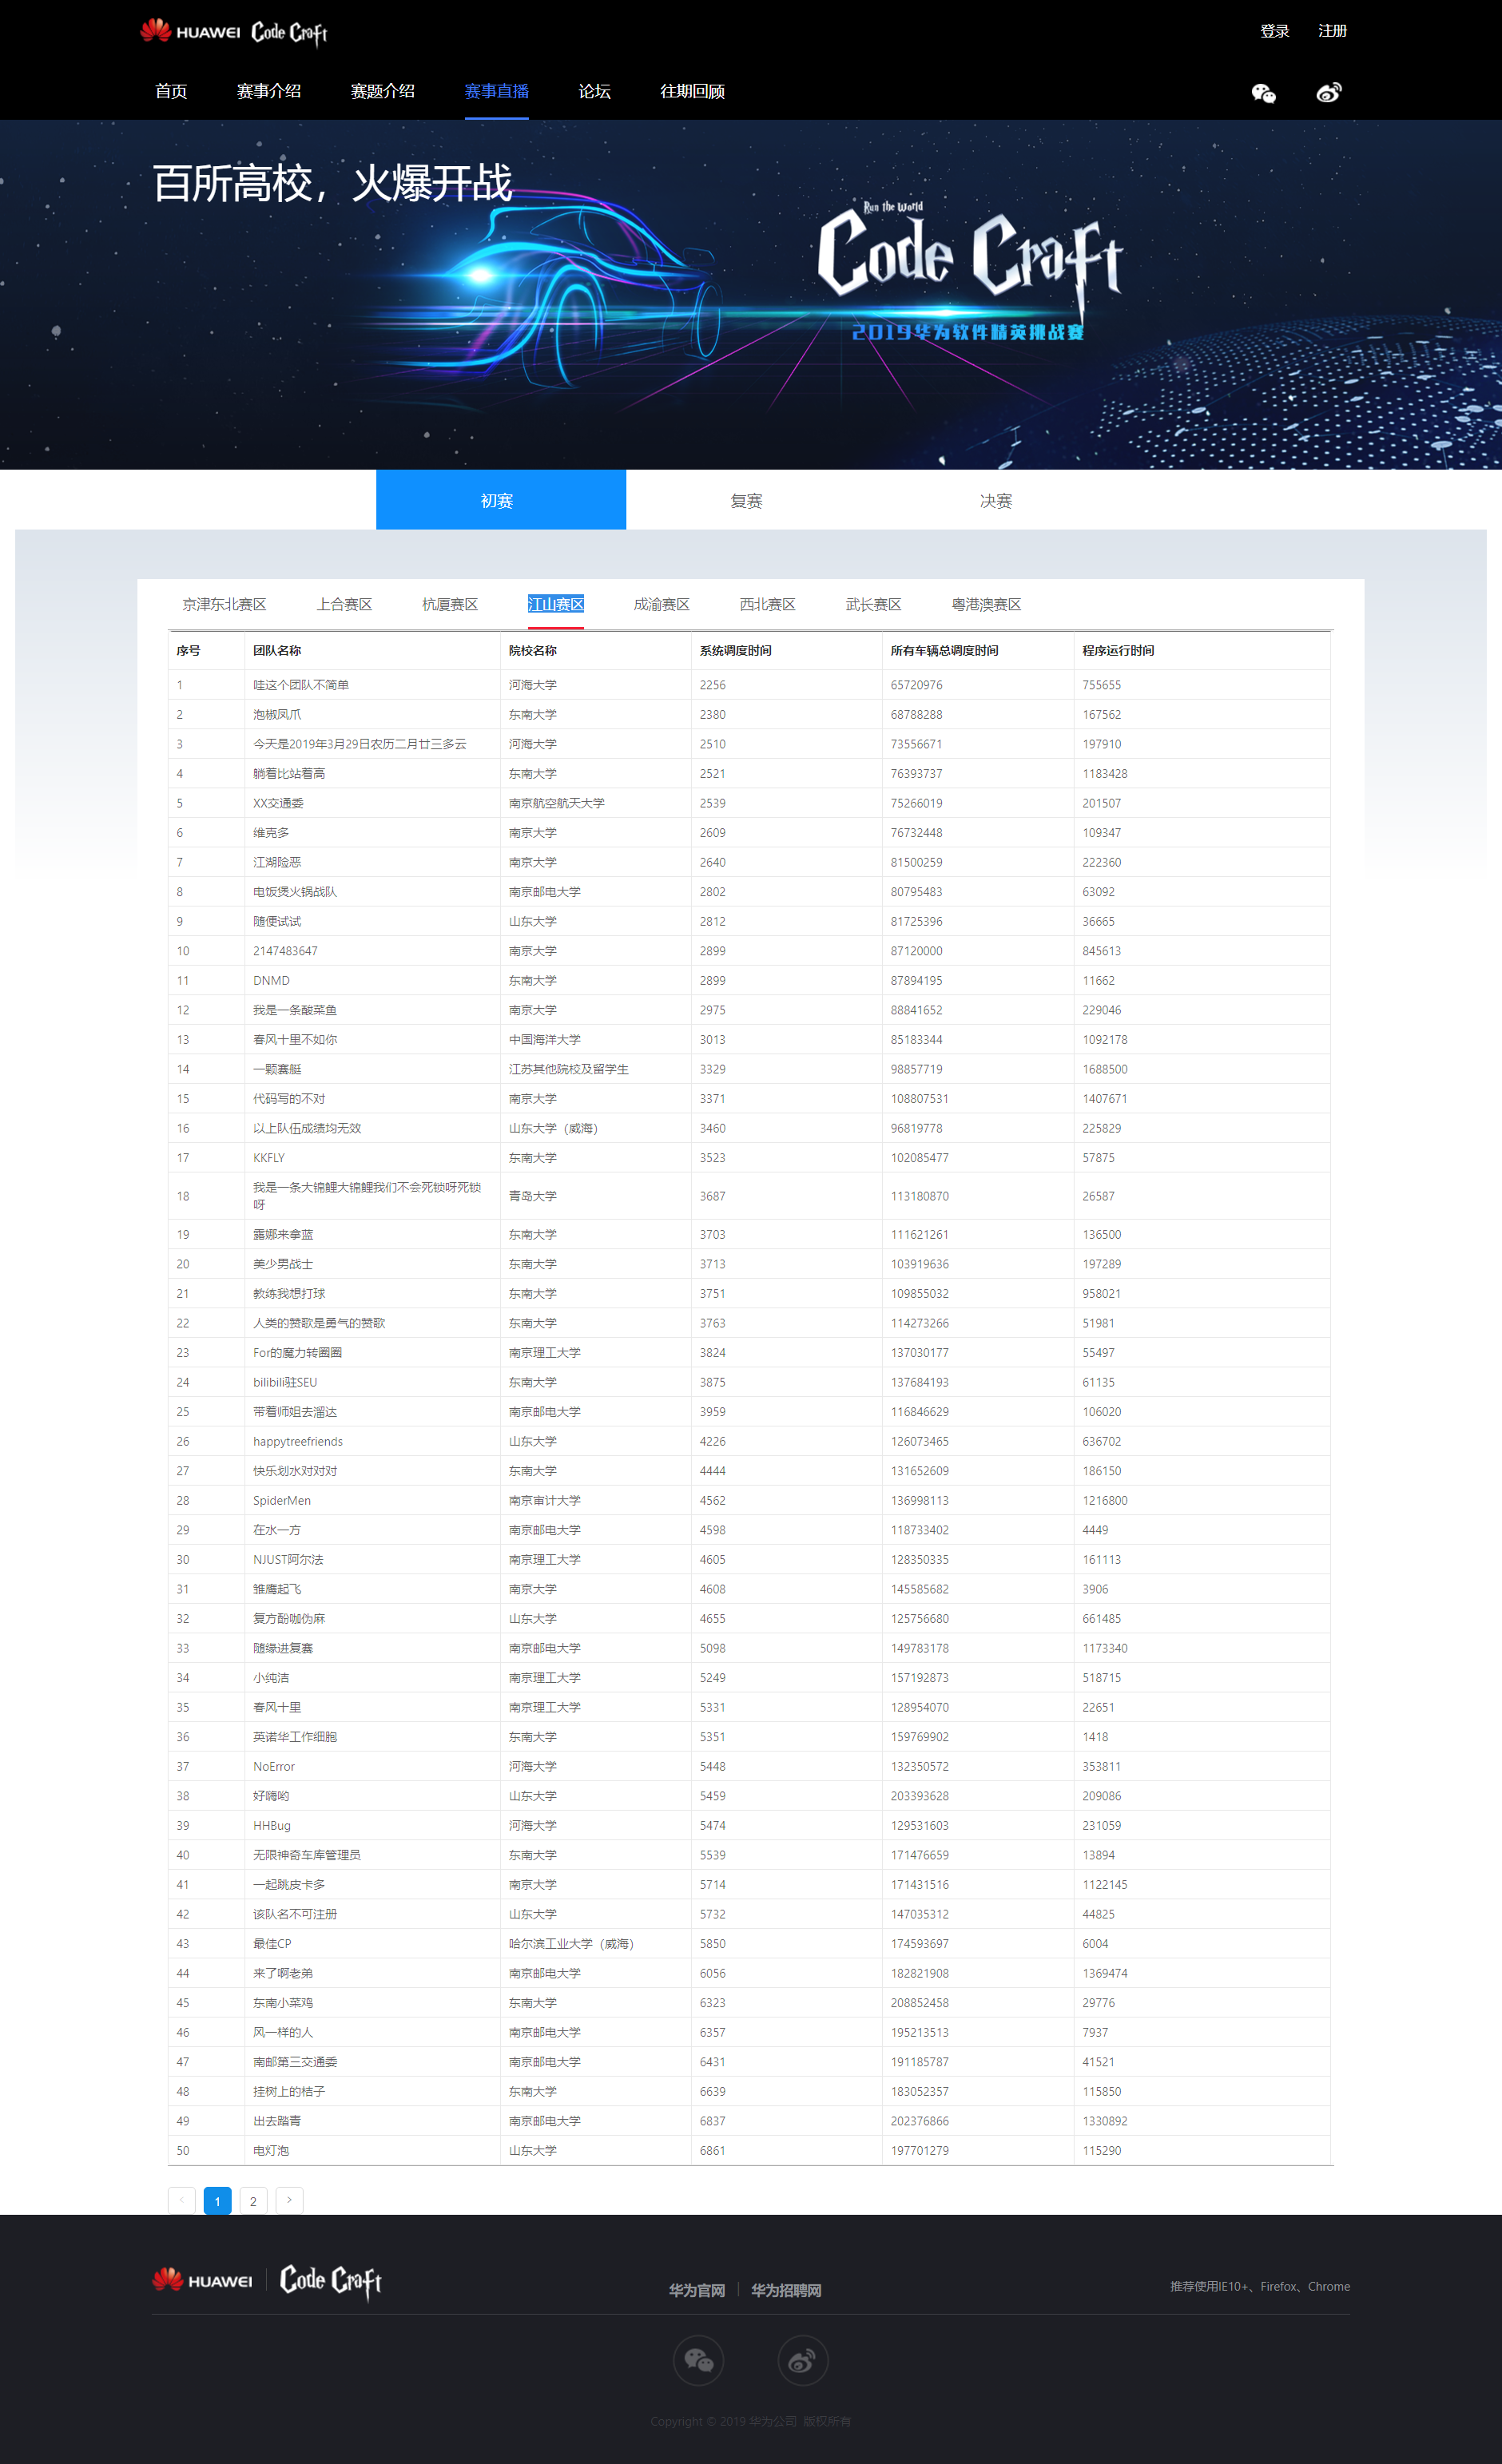 HUAWEI Code Craft
登录 注册
首页 赛事介绍 赛题介绍 赛事直播 论坛 往期回顾
百所高校，火爆开战
Run the World
Code Craft
2019华为软件精英挑战赛
初赛 复赛 决赛
京津东北赛区 上合赛区 杭厦赛区 江山赛区 成渝赛区 西北赛区 武长赛区 粤港澳赛区
序号 团队名称 院校名称 系统调度时间 所有车辆总调度时间 程序运行时间
1 哇这个团队不简单 河海大学 2256 65720976 755655
2 泡椒凤爪 东南大学 2380 68788288 167562
3 今天是2019年3月29日农历二月廿三多云 河海大学 2510 73556671 197910
4 躺着比站着高 东南大学 2521 76393737 1183428
5 XX交通委 南京航空航天大学 2539 75266019 201507
6 维克多 南京大学 2609 76732448 109347
7 江湖险恶 南京大学 2640 81500259 222360
8 电饭煲火锅战队 南京邮电大学 2802 80795483 63092
9 随便试试 山东大学 2812 81725396 36665
10 2147483647 南京大学 2899 87120000 845613
11 DNMD 东南大学 2899 87894195 11662
12 我是一条酸菜鱼 南京大学 2975 88841652 229046
13 春风十里不如你 中国海洋大学 3013 85183344 1092178
14 一颗赛艇 江苏其他院校及留学生 3329 98857719 1688500
15 代码写的不对 南京大学 3371 108807531 1407671
16 以上队伍成绩均无效 山东大学（威海） 3460 96819778 225829
17 KKFLY 东南大学 3523 102085477 57875
18 我是一条大锦鲤大锦鲤我们不会死锁呀死锁呀 青岛大学 3687 113180870 26587
19 露娜来拿蓝 东南大学 3703 111621261 136500
20 美少男战士 东南大学 3713 103919636 197289
21 教练我想打球 东南大学 3751 109855032 958021
22 人类的赞歌是勇气的赞歌 东南大学 3763 114273266 51981
23 For的魔力转圈圈 南京理工大学 3824 137030177 55497
24 bilibili驻SEU 东南大学 3875 137684193 61135
25 带着师姐去溜达 南京邮电大学 3959 116846629 106020
26 happytreefriends 山东大学 4226 126073465 636702
27 快乐划水对对对 东南大学 4444 131652609 186150
28 SpiderMen 南京审计大学 4562 136998113 1216800
29 在水一方 南京邮电大学 4598 118733402 4449
30 NJUST阿尔法 南京理工大学 4605 128350335 161113
31 雏鹰起飞 南京大学 4608 145585682 3906
32 复方酚咖伪麻 山东大学 4655 125756680 661485
33 随缘进复赛 南京邮电大学 5098 149783178 1173340
34 小纯洁 南京理工大学 5249 157192873 518715
35 春风十里 南京理工大学 5331 128954070 22651
36 英诺华工作细胞 东南大学 5351 159769902 1418
37 NoError 河海大学 5448 132350572 353811
38 好嗨哟 山东大学 5459 203393628 209086
39 HHBug 河海大学 5474 129531603 231059
40 无限神奇车库管理员 东南大学 5539 171476659 13894
41 一起跳皮卡多 南京大学 5714 171431516 1122145
42 该队名不可注册 山东大学 5732 147035312 44825
43 最佳CP 哈尔滨工业大学（威海） 5850 174593697 6004
44 来了啊老弟 南京邮电大学 6056 182821908 1369474
45 东南小菜鸡 东南大学 6323 208852458 29776
46 风一样的人 南京邮电大学 6357 195213513 7937
47 南邮第三交通委 南京邮电大学 6431 191185787 41521
48 挂树上的桔子 东南大学 6639 183052357 115850
49 出去踏青 南京邮电大学 6837 202376866 1330892
50 电灯泡 山东大学 6861 197701279 115290
< 1 2 >
HUAWEI | Code Craft
华为官网 | 华为招聘网
推荐使用IE10+、Firefox、Chrome
Copyright © 2019 华为公司 版权所有